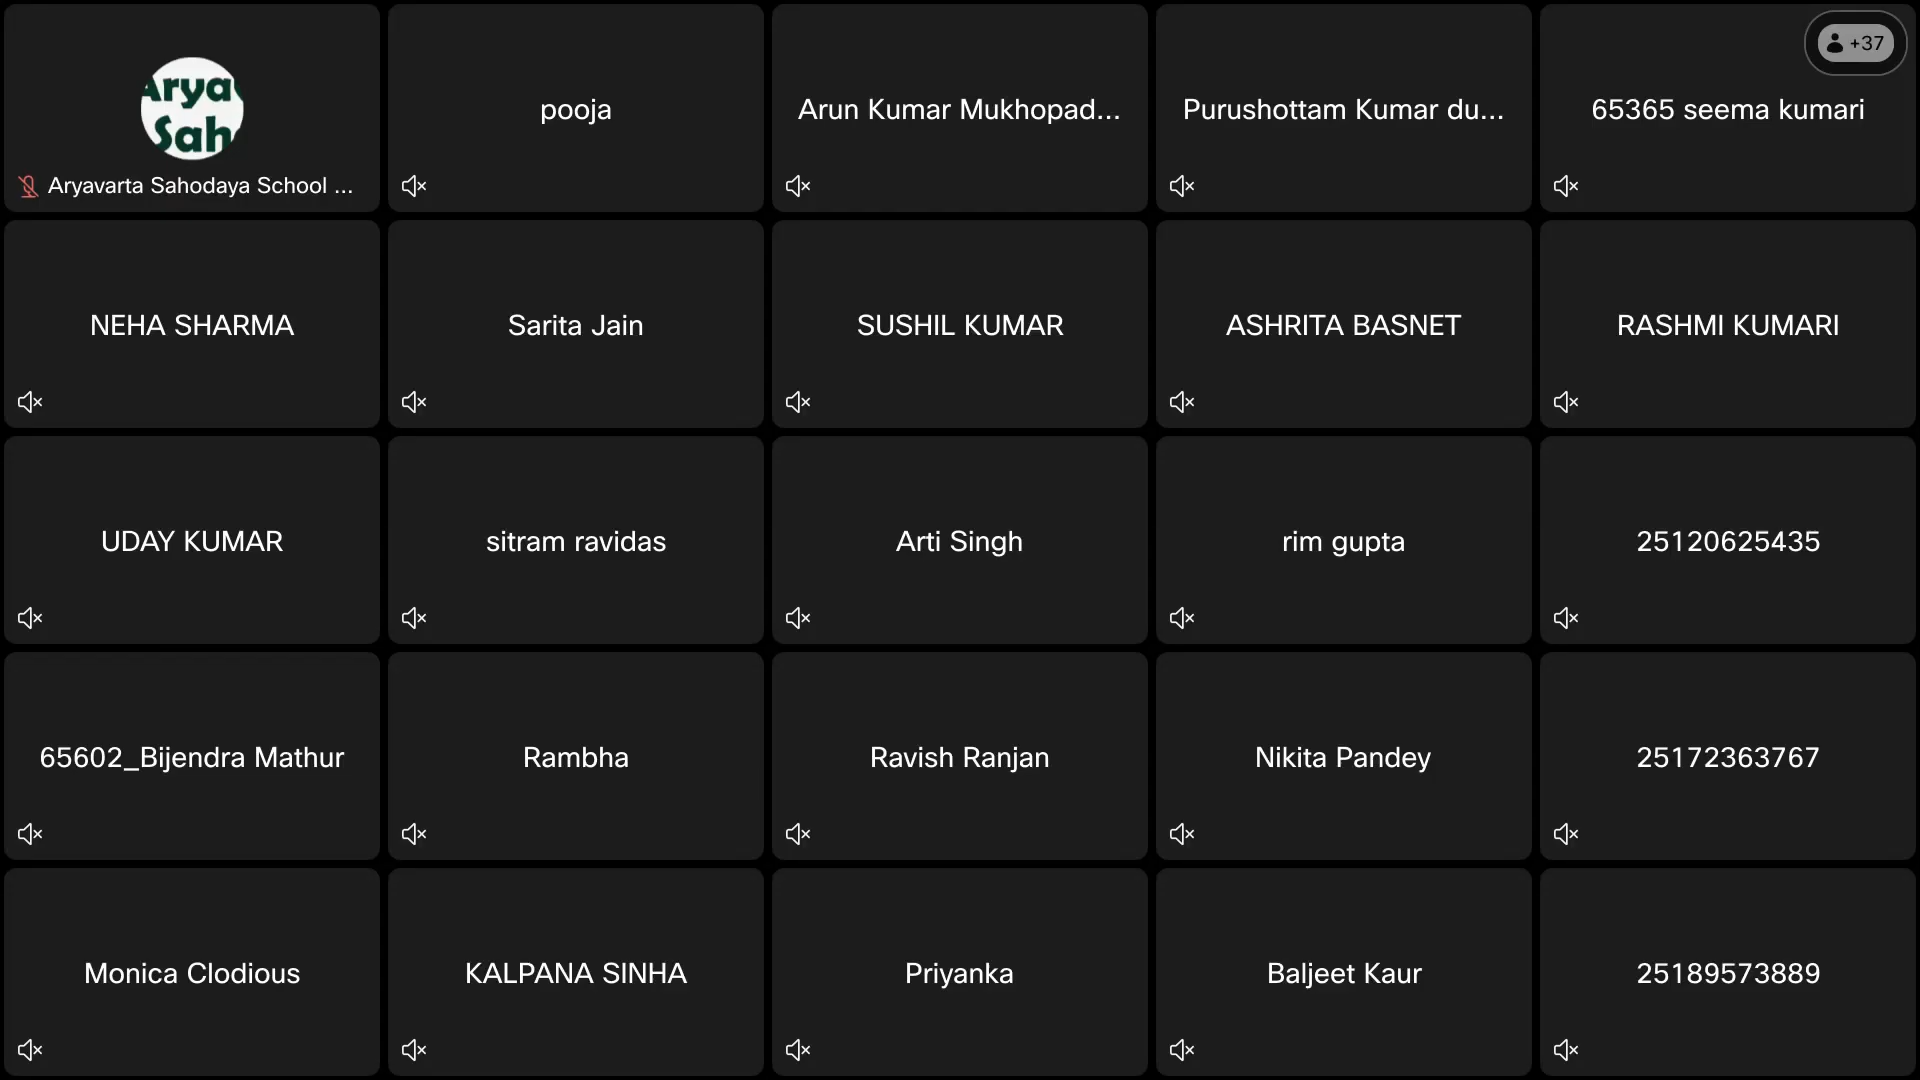 Arya
Sah
Aryavarta Sahodaya School ...
pooja
Arun Kumar Mukhopad...
Purushottam Kumar du...
+37
65365 seema kumari
NEHA SHARMA
Sarita Jain
SUSHIL KUMAR
ASHRITA BASNET
RASHMI KUMARI
UDAY KUMAR
sitram ravidas
Arti Singh
rim gupta
25120625435
65602_Bijendra Mathur
Rambha
Ravish Ranjan
Nikita Pandey
25172363767
Monica Clodious
KALPANA SINHA
Priyanka
Baljeet Kaur
25189573889